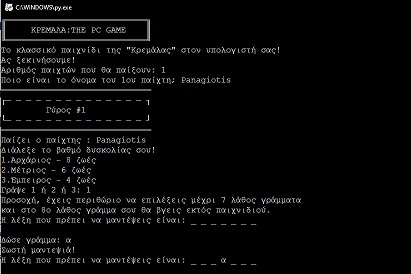 C:\WINDOWS\py.exe
ΚΡΕΜΑΛΑ:THE PC GAME
Το κλασσικό παιχνίδι της "Κρεμάλας" στον υπολογιστή σας!
Ας ξεκινήσουμε!
Αριθμός παιχτών που θα παίξουν: 1
Ποιο είναι το όνομα του 1ου παίχτη; Panagiotis
Γύρος #1
Παίζει ο παίχτης : Panagiotis
Διάλεξε το βαθμό δυσκολίας σου!
1.Αρχάριος - 8 ζωές
2.Μέτριος - 6 ζωές
3.Έμπειρος - 4 ζωές
Γράψε 1 ή 2 ή 3: 1
Προσοχή, έχεις περιθώριο να επιλέξεις μέχρι 7 λάθος γράμματα
και στο 8ο λάθος γράμμα σου θα βγεις εκτός παιχνιδιού.
Η λέξη που πρέπει να μαντέψεις είναι: _ _ _ _ _ _ _
Δώσε γράμμα: α
Σωστή μαντεψιά!
Η λέξη που πρέπει να μαντέψεις είναι: _ _ _ α _ _ _